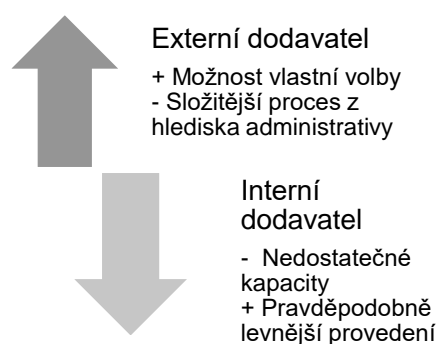 Externí dodavatel
+ Možnost vlastní volby
- Složitější proces z
hlediska administrativy
Interní
dodavatel
- Nedostatečné
kapacity
+ Pravděpodobně
levnější provedení